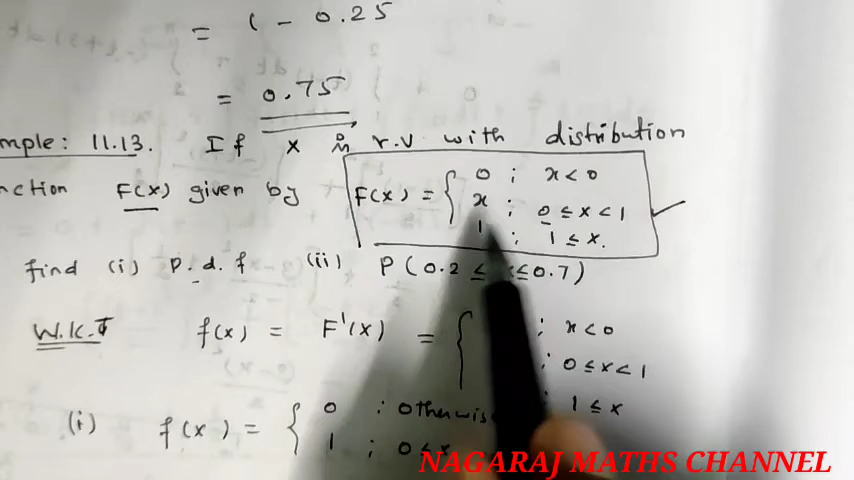 = 1 - 0.25
= 0.75
mple: 11.13. If x is r.v with distribution
nction F(x) given by F(x) = { 0 ; x < 0
x ; 0 ≤ x < 1
1 ; 1 ≤ x.
find (i) P.d.f (ii) P(0.2 ≤ x ≤ 0.7)
W.K.T f(x) = F'(x) = { ; x < 0
; 0 ≤ x < 1
; 1 ≤ x
(i) f(x) = { 0 ; otherwise
1 ; 0 ≤ x
NAGARAJ MATHS CHANNEL